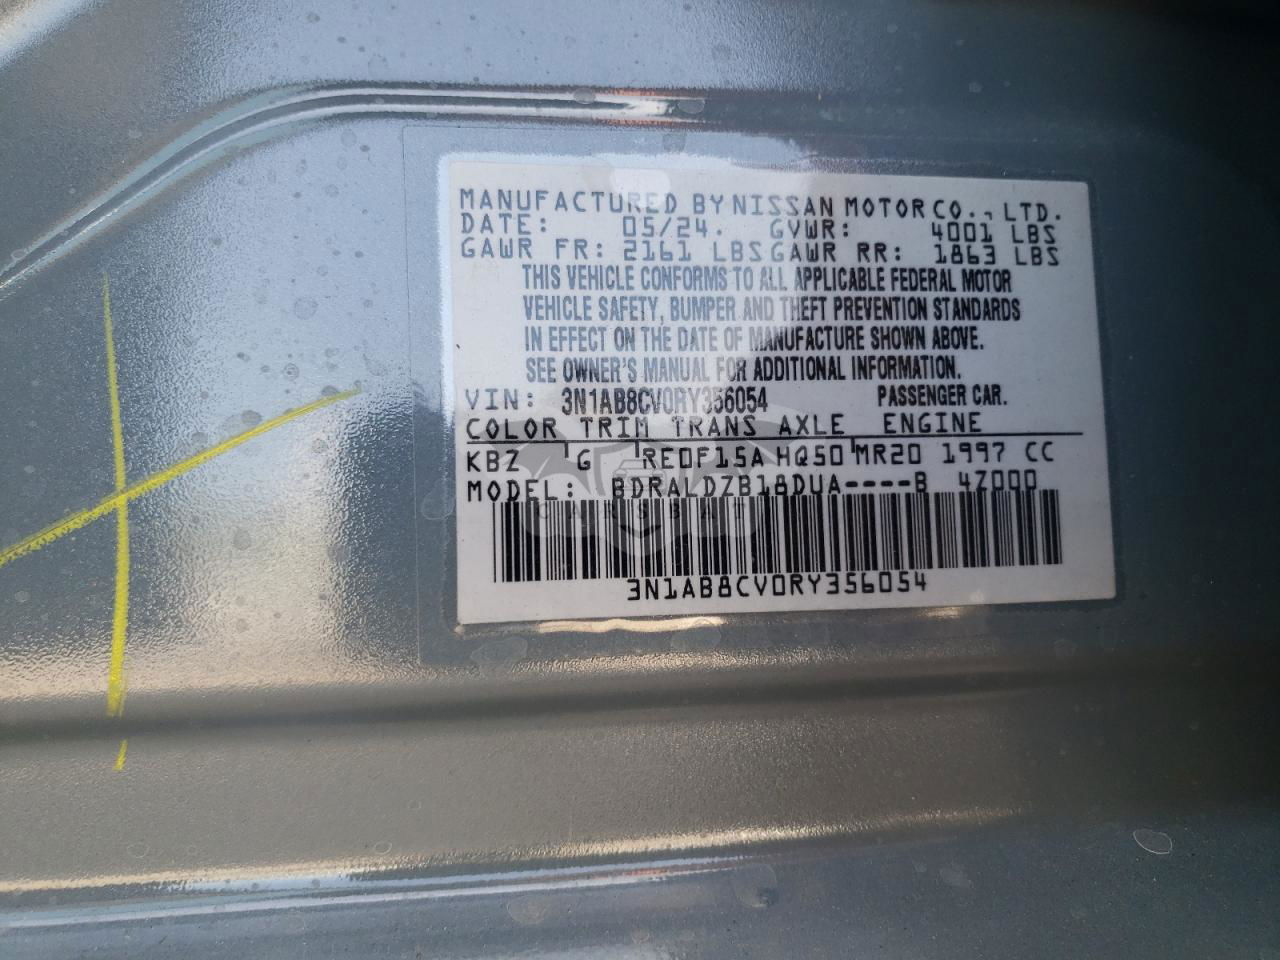 MANUFACTURED BY NISSAN MOTOR CO., LTD.
DATE: 05/24. GVWR: 4001 LBS
GAWR FR: 2161 LBS GAWR RR: 1863 LBS
THIS VEHICLE CONFORMS TO ALL APPLICABLE FEDERAL MOTOR
VEHICLE SAFETY, BUMPER AND THEFT PREVENTION STANDARDS
IN EFFECT ON THE DATE OF MANUFACTURE SHOWN ABOVE.
SEE OWNER'S MANUAL FOR ADDITIONAL INFORMATION.
VIN: 3N1AB8CV0RY356054 PASSENGER CAR.
COLOR TRIM TRANS AXLE ENGINE
KBZ G RE0F15A HQ50 MR20 1997 CC
MODEL: BDRALDZB18DUA----B 4Z000
CARSBAT
3N1AB8CV0RY356054